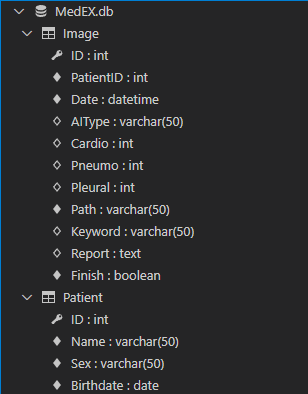 MedEX.db
Image
ID : int
PatientID : int
Date : datetime
AIType : varchar(50)
Cardio : int
Pneumo : int
Pleural : int
Path : varchar(50)
Keyword : varchar(50)
Report : text
Finish : boolean
Patient
ID : int
Name : varchar(50)
Sex : varchar(50)
Birthdate : date